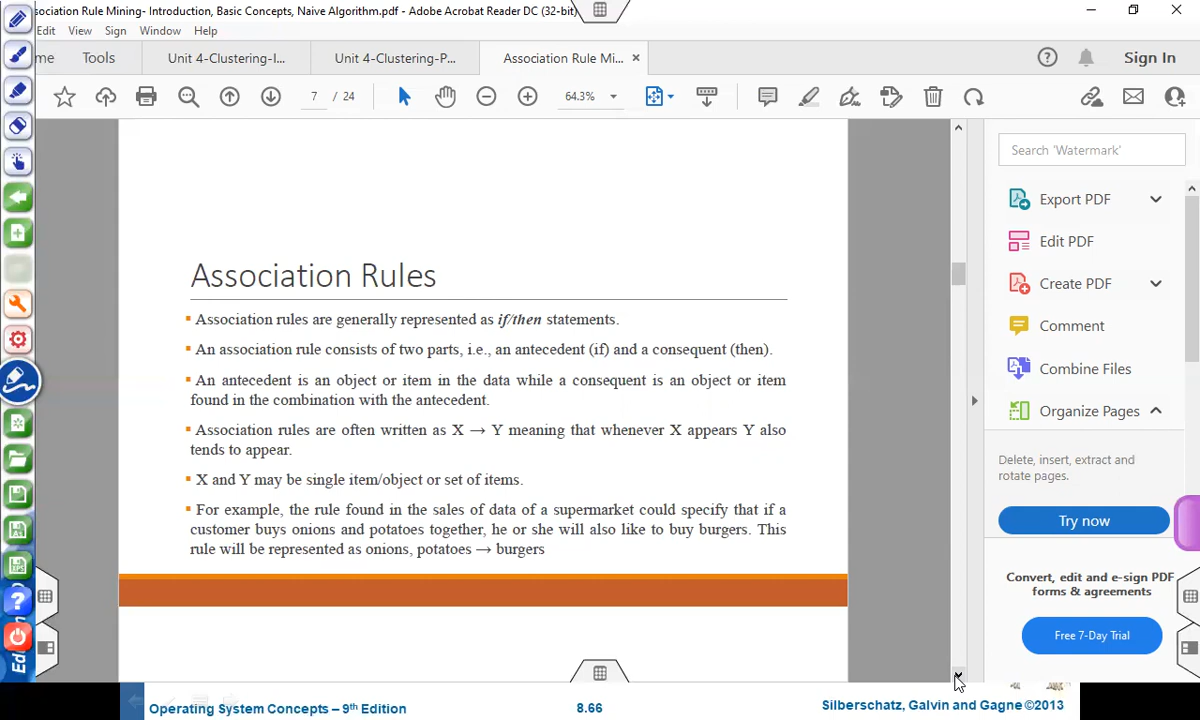 sociation Rule Mining- Introduction, Basic Concepts, Naive Algorithm.pdf - Adobe Acrobat Reader DC (32-bit)
Edit View Sign Window Help
me Tools Unit 4-Clustering-I... Unit 4-Clustering-P... Association Rule Mi... × Sign In
7 / 24 64.3%
Search 'Watermark'
Export PDF
Edit PDF
Create PDF
Comment
Combine Files
Organize Pages
Delete, insert, extract and
rotate pages.
Try now
Convert, edit and e-sign PDF
forms & agreements
Free 7-Day Trial
Association Rules
▪ Association rules are generally represented as if/then statements.
▪ An association rule consists of two parts, i.e., an antecedent (if) and a consequent (then).
▪ An antecedent is an object or item in the data while a consequent is an object or item
found in the combination with the antecedent.
▪ Association rules are often written as X → Y meaning that whenever X appears Y also
tends to appear.
▪ X and Y may be single item/object or set of items.
▪ For example, the rule found in the sales of data of a supermarket could specify that if a
customer buys onions and potatoes together, he or she will also like to buy burgers. This
rule will be represented as onions, potatoes → burgers
Operating System Concepts – 9th Edition 8.66 Silberschatz, Galvin and Gagne ©2013